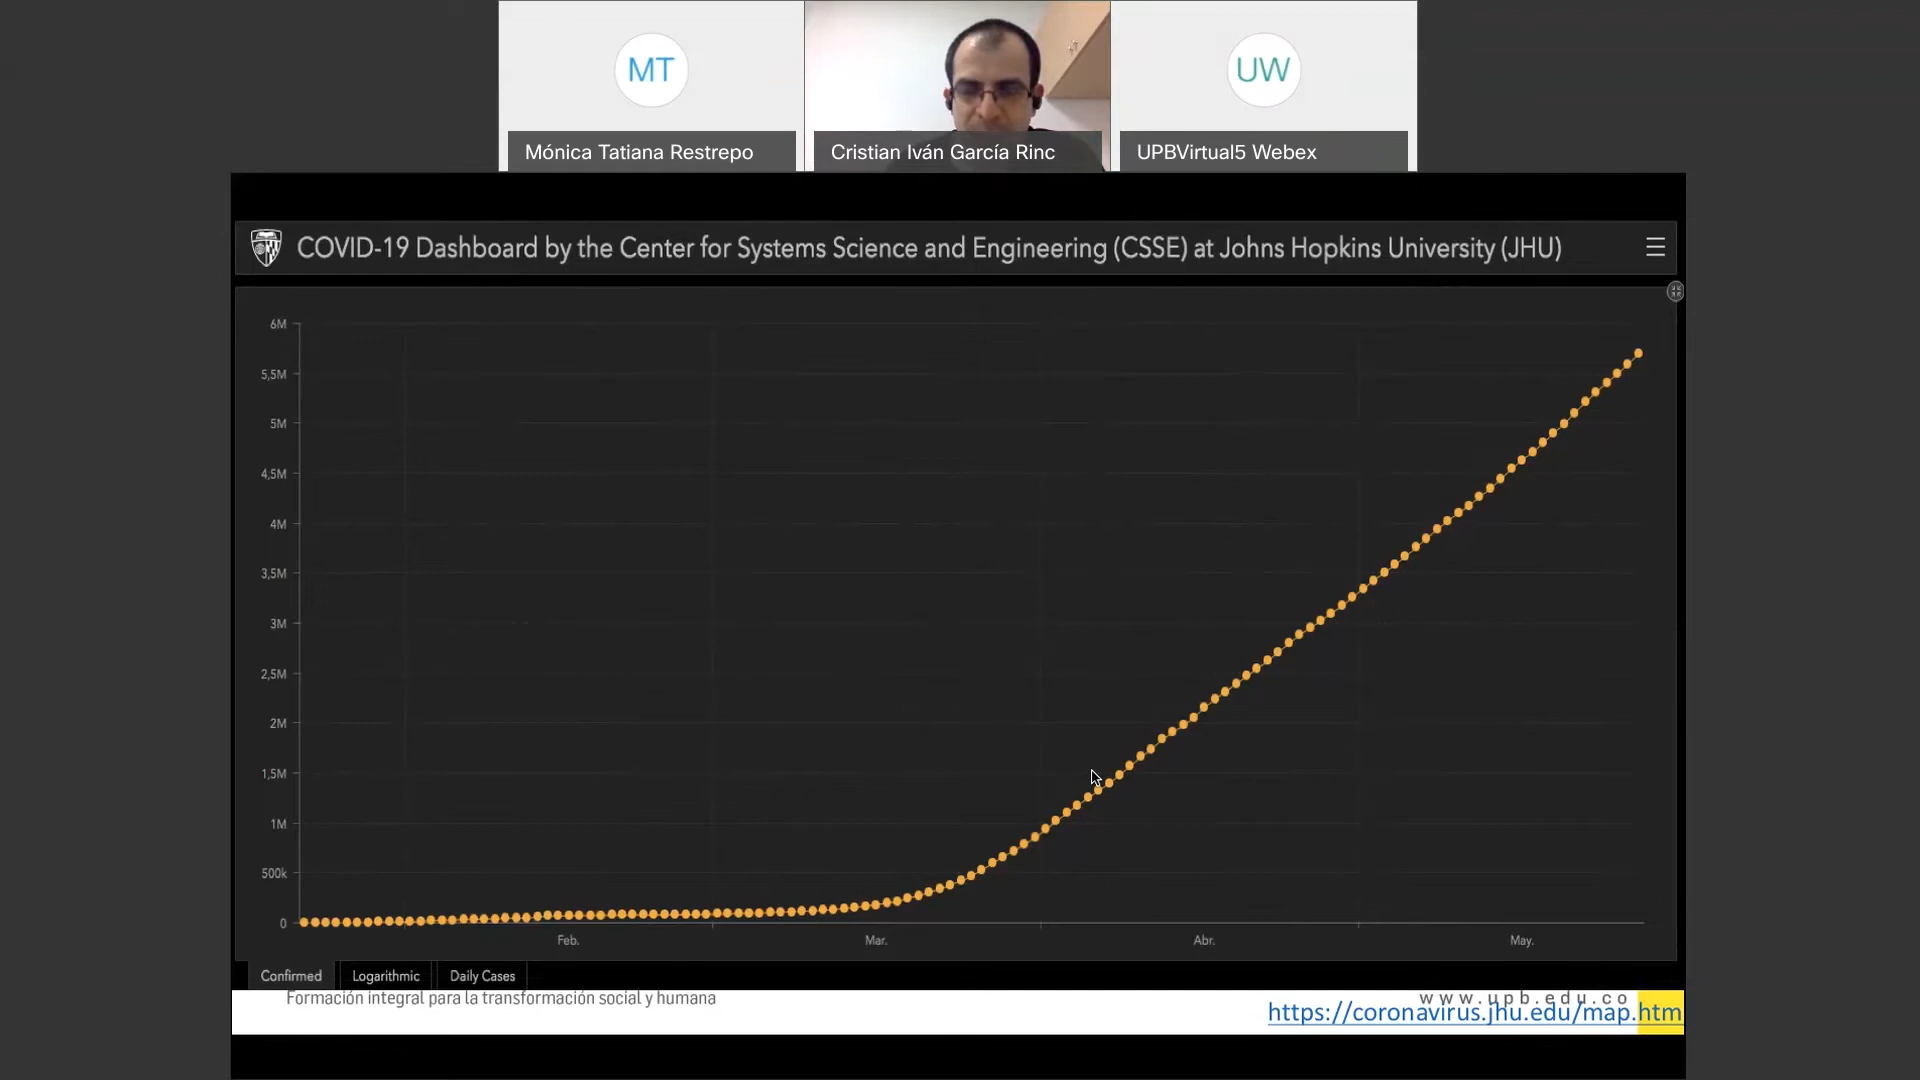 MT
UW
Mónica Tatiana Restrepo
Cristian Iván García Rinc
UPBVirtual5 Webex
COVID-19 Dashboard by the Center for Systems Science and Engineering (CSSE) at Johns Hopkins University (JHU)
6M
5,5M
5M
4,5M
4M
3,5M
3M
2,5M
2M
1,5M
1M
500k
0
Feb. Mar. Abr. May.
Confirmed Logarithmic Daily Cases
Formación integral para la transformación social y humana
www.upb.edu.co
https://coronavirus.jhu.edu/map.htm